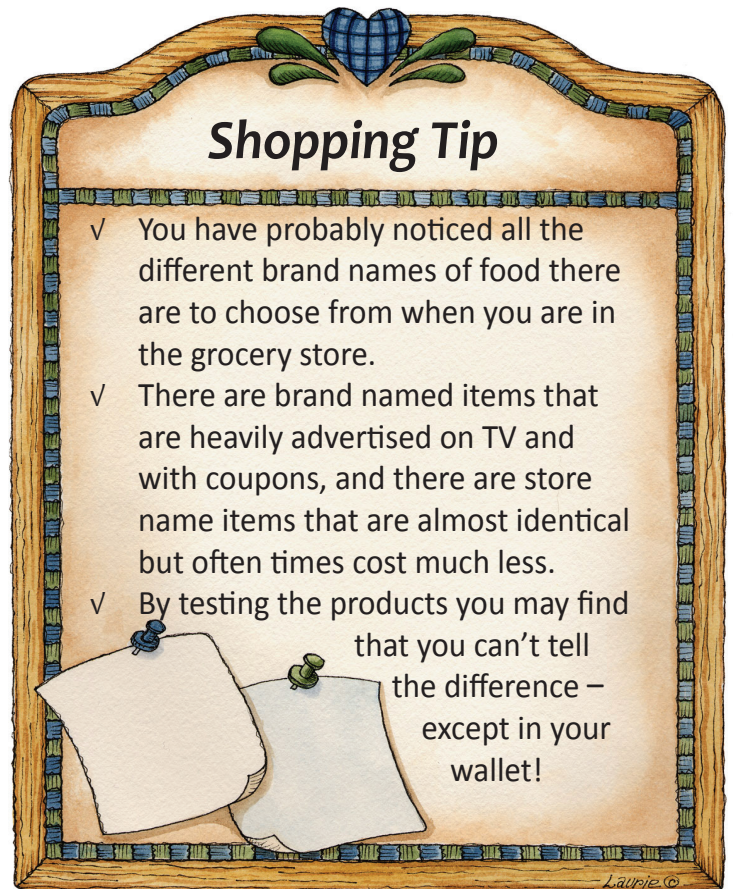 Shopping Tip
√ You have probably noticed all the
different brand names of food there
are to choose from when you are in
the grocery store.
√ There are brand named items that
are heavily advertised on TV and
with coupons, and there are store
name items that are almost identical
but often times cost much less.
√ By testing the products you may find
that you can’t tell
the difference –
except in your
wallet!
Laurie ©